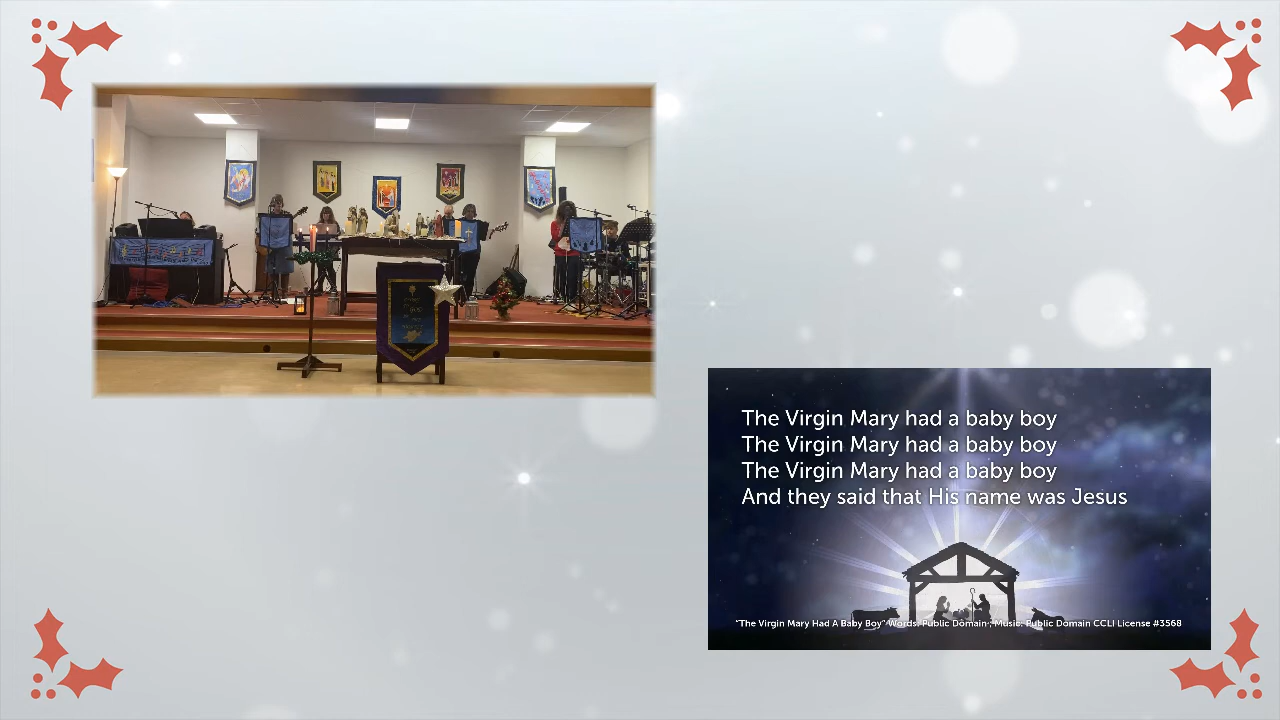 The Virgin Mary had a baby boy
The Virgin Mary had a baby boy
The Virgin Mary had a baby boy
And they said that His name was Jesus
"The Virgin Mary Had A Baby Boy" Words: Public Domain; Music: Public Domain CCLI License #3568